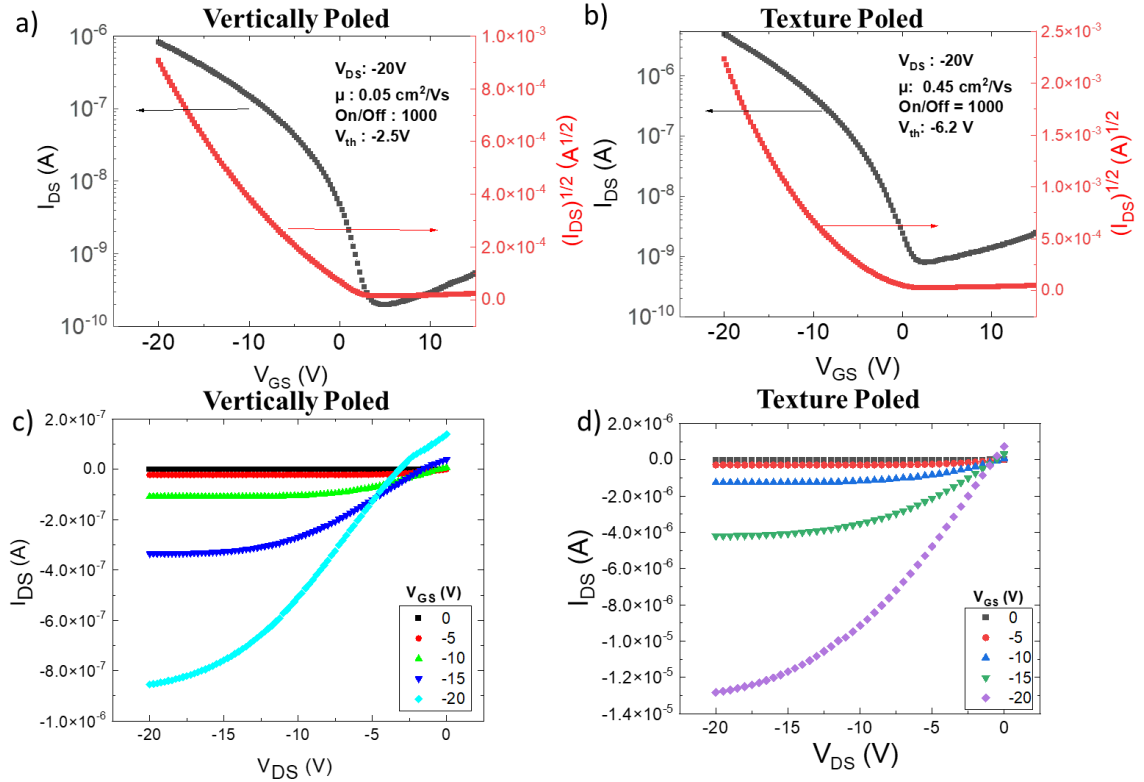 a)
Vertically Poled
10⁻⁶
10⁻⁷
10⁻⁸
10⁻⁹
10⁻¹⁰
I_DS (A)
V_DS: -20V
μ : 0.05 cm²/Vs
On/Off : 1000
V_th : -2.5V
1.0×10⁻³
8.0×10⁻⁴
6.0×10⁻⁴
4.0×10⁻⁴
2.0×10⁻⁴
0.0
(I_DS)^1/2 (A^1/2)
-20 -10 0 10
V_GS (V)
b)
Texture Poled
10⁻⁶
10⁻⁷
10⁻⁸
10⁻⁹
10⁻¹⁰
I_DS (A)
V_DS : -20V
μ: 0.45 cm²/Vs
On/Off = 1000
V_th: -6.2 V
2.5×10⁻³
2.0×10⁻³
1.5×10⁻³
1.0×10⁻³
5.0×10⁻⁴
0.0
(I_DS)^1/2 (A)^1/2
-20 -10 0 10
V_GS (V)
c)
Vertically Poled
2.0×10⁻⁷
0.0
-2.0×10⁻⁷
-4.0×10⁻⁷
-6.0×10⁻⁷
-8.0×10⁻⁷
-1.0×10⁻⁶
I_DS (A)
V_GS (V)
0
-5
-10
-15
-20
-20 -15 -10 -5 0
V_DS (V)
d)
Texture Poled
2.0×10⁻⁶
0.0
-2.0×10⁻⁶
-4.0×10⁻⁶
-6.0×10⁻⁶
-8.0×10⁻⁶
-1.0×10⁻⁵
-1.2×10⁻⁵
-1.4×10⁻⁵
I_DS (A)
V_GS (V)
0
-5
-10
-15
-20
-20 -15 -10 -5 0
V_DS (V)